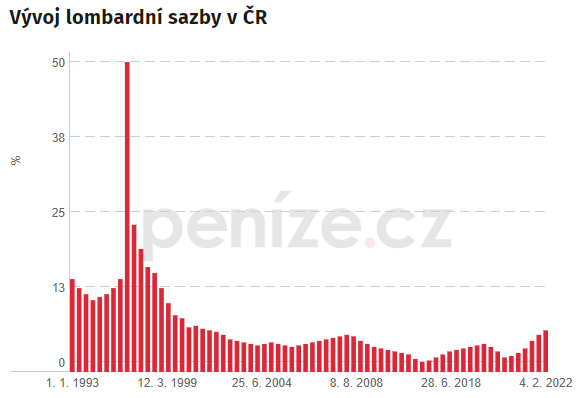 Vývoj lombardní sazby v ČR
%
50
38
25
13
0
peníze.cz
1. 1. 1993
12. 3. 1999
25. 6. 2004
8. 8. 2008
28. 6. 2018
4. 2. 2022